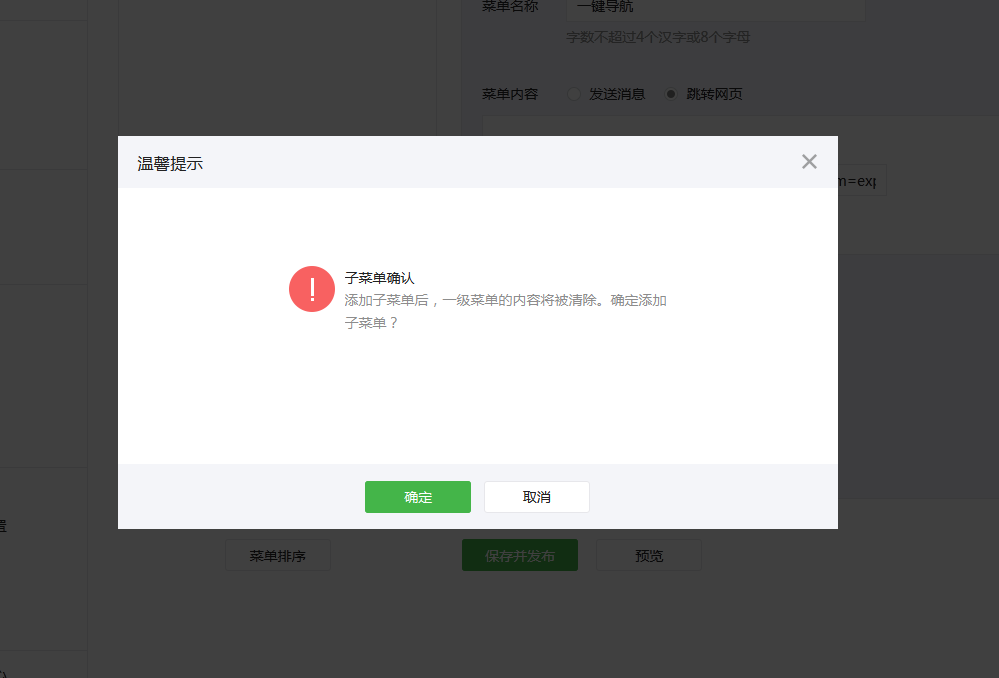 菜单名称 一键导航
字数不超过4个汉字或8个字母
菜单内容 发送消息 跳转网页
温馨提示
m=exp
子菜单确认
添加子菜单后，一级菜单的内容将被清除。确定添加
子菜单？
确定 取消
置
菜单排序 保存并发布 预览